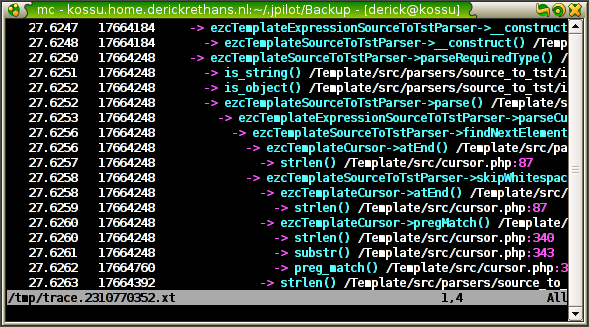 mc - kossu.home.derickrethans.nl:~/.jpilot/Backup - [derick@kossu]
27.6247 17664184 -> ezcTemplateExpressionSourceToTstParser->__construct
27.6248 17664184 -> ezcTemplateSourceToTstParser->__construct() /Temp
27.6250 17664248 -> ezcTemplateSourceToTstParser->parseRequiredType() /
27.6251 17664248 -> is_string() /Template/src/parsers/source_to_tst/i
27.6252 17664248 -> is_object() /Template/src/parsers/source_to_tst/i
27.6252 17664248 -> ezcTemplateSourceToTstParser->parse() /Template/s
27.6253 17664248 -> ezcTemplateExpressionSourceToTstParser->parseCu
27.6256 17664248 -> ezcTemplateSourceToTstParser->findNextElement
27.6256 17664248 -> ezcTemplateCursor->atEnd() /Template/src/pa
27.6257 17664248 -> strlen() /Template/src/cursor.php:87
27.6258 17664248 -> ezcTemplateSourceToTstParser->skipWhitespac
27.6258 17664248 -> ezcTemplateCursor->atEnd() /Template/src/
27.6259 17664248 -> strlen() /Template/src/cursor.php:87
27.6260 17664248 -> ezcTemplateCursor->pregMatch() /Template/
27.6260 17664248 -> strlen() /Template/src/cursor.php:340
27.6261 17664248 -> substr() /Template/src/cursor.php:343
27.6262 17664760 -> preg_match() /Template/src/cursor.php:3
27.6263 17664392 -> strlen() /Template/src/parsers/source_to_
/tmp/trace.2310770352.xt 1,4 All